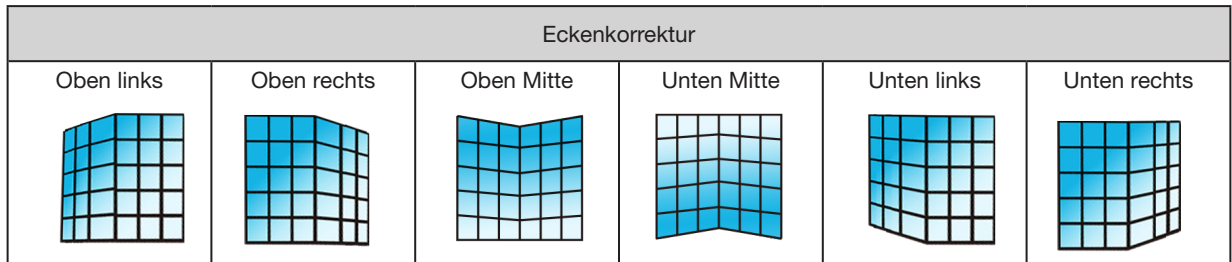 Eckenkorrektur
Oben links
Oben rechts
Oben Mitte
Unten Mitte
Unten links
Unten rechts